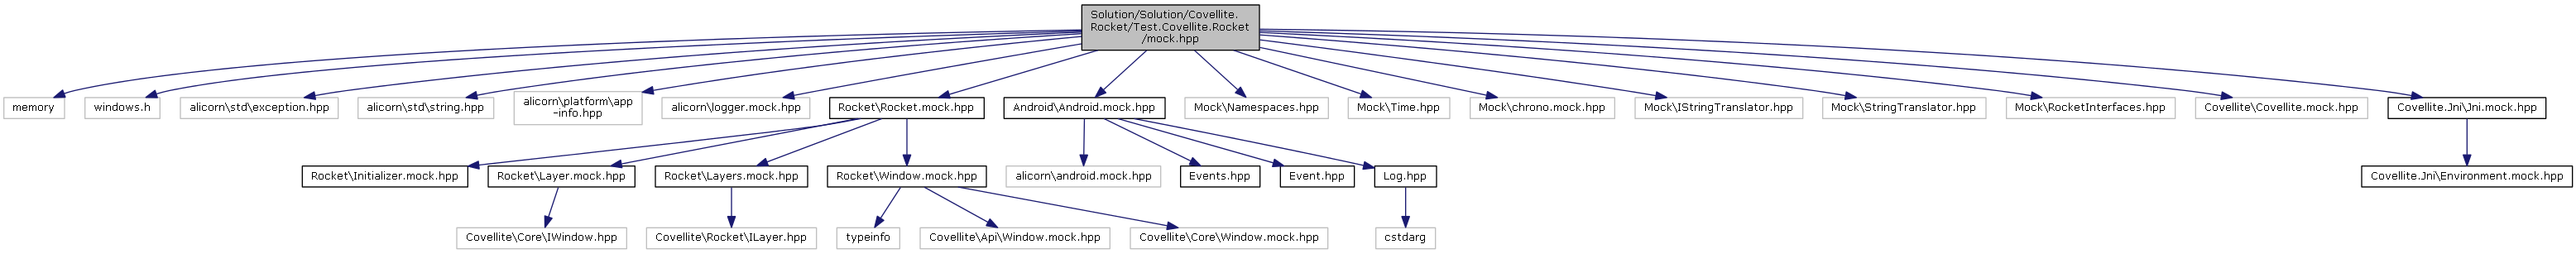 Solution/Solution/Covellite.
Rocket/Test.Covellite.Rocket
/mock.hpp
memory
windows.h
alicorn\std\exception.hpp
alicorn\std\string.hpp
alicorn\platform\app
-info.hpp
alicorn\logger.mock.hpp
Rocket\Rocket.mock.hpp
Android\Android.mock.hpp
Mock\Namespaces.hpp
Mock\Time.hpp
Mock\chrono.mock.hpp
Mock\IStringTranslator.hpp
Mock\StringTranslator.hpp
Mock\RocketInterfaces.hpp
Covellite\Covellite.mock.hpp
Covellite.Jni\Jni.mock.hpp
Rocket\Initializer.mock.hpp
Rocket\Layer.mock.hpp
Rocket\Layers.mock.hpp
Rocket\Window.mock.hpp
alicorn\android.mock.hpp
Events.hpp
Event.hpp
Log.hpp
Covellite.Jni\Environment.mock.hpp
Covellite\Core\IWindow.hpp
Covellite\Rocket\ILayer.hpp
typeinfo
Covellite\Api\Window.mock.hpp
Covellite\Core\Window.mock.hpp
cstdarg